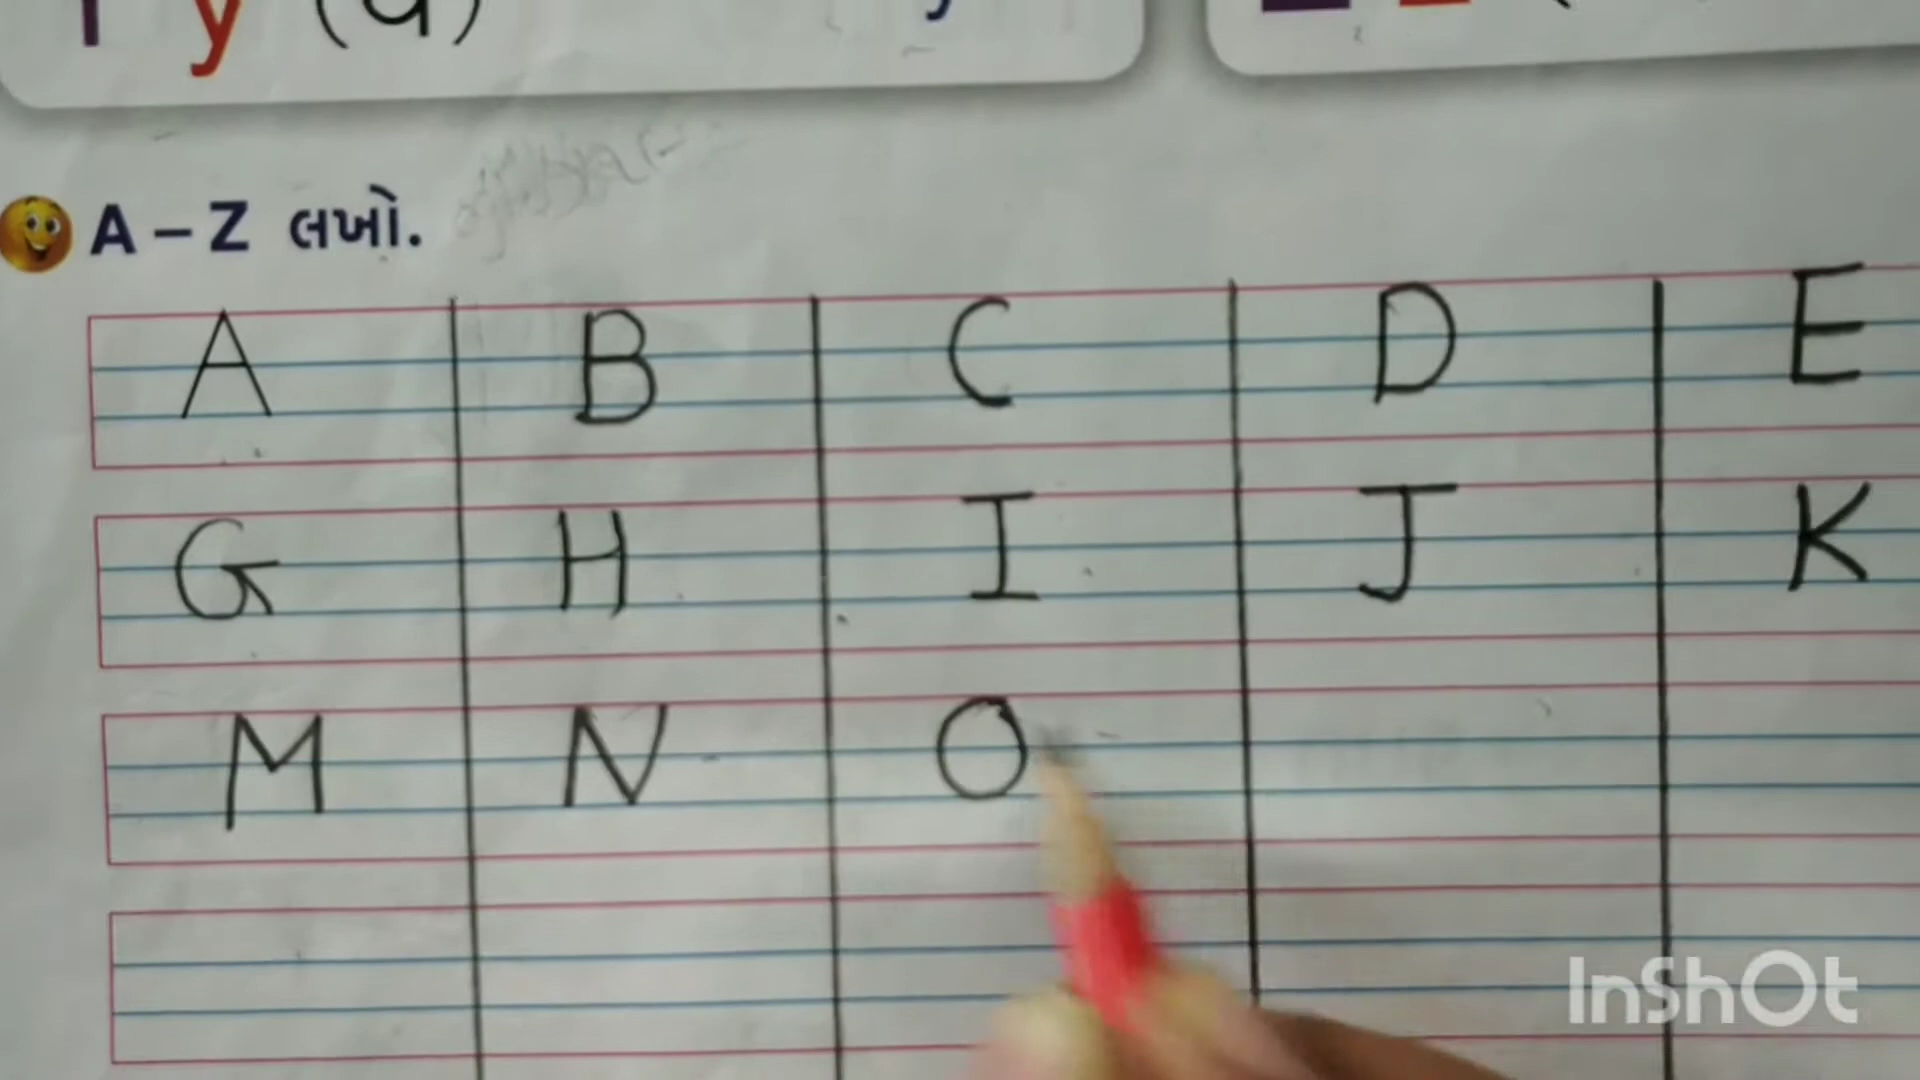 y (ય) y
A – Z લખો.
A B C D E
G H I J K
M N O
InShOt